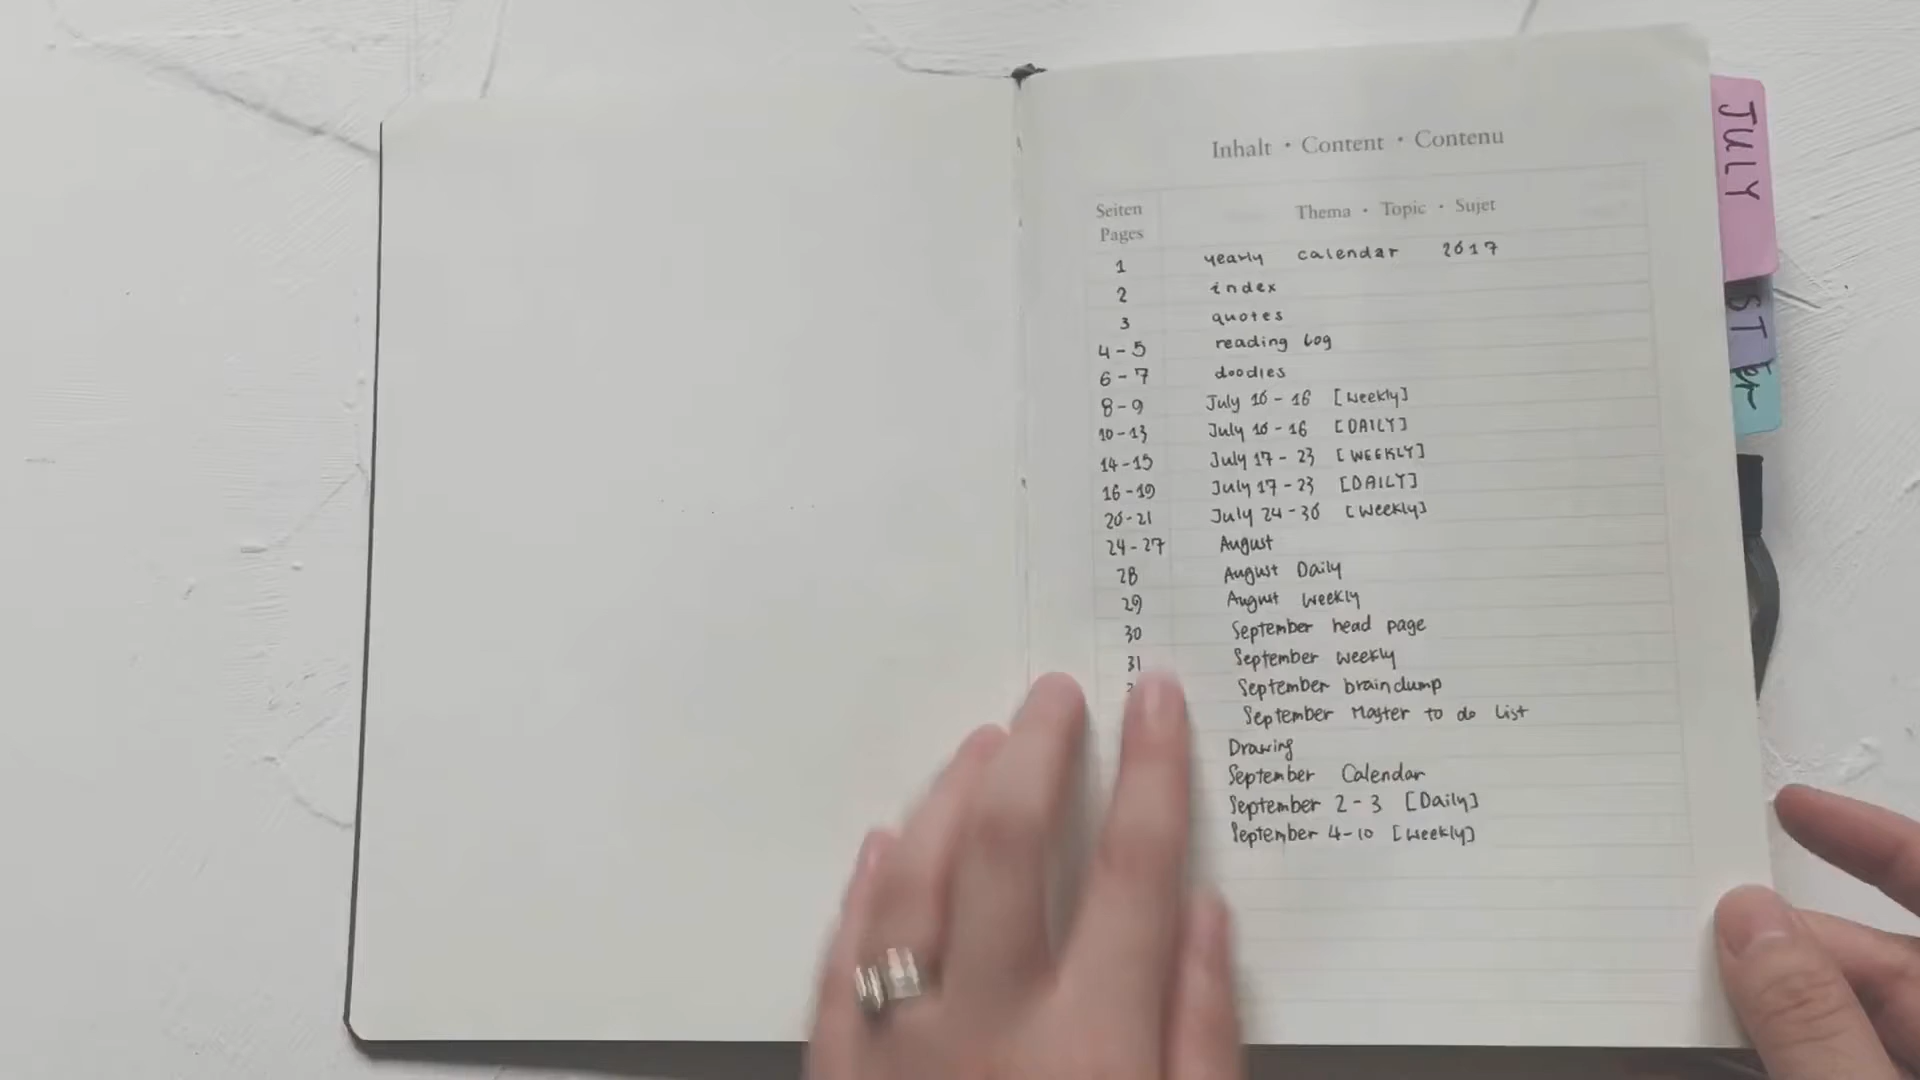 Inhalt · Content · Contenu
Seiten
Pages
Thema · Topic · Sujet
1 yearly calendar 2017
2 index
3 quotes
4-5 reading log
6-7 doodles
8-9 July 10-16 [weekly]
10-13 July 10-16 [DAILY]
14-15 July 17-23 [WEEKLY]
16-19 July 17-23 [DAILY]
20-21 July 24-30 [weekly]
24-27 August
28 August Daily
29 August weekly
30 September head page
31 September weekly
September braindump
September Master to do list
Drawing
September Calendar
September 2-3 [Daily]
September 4-10 [weekly]
JULY
ST
er